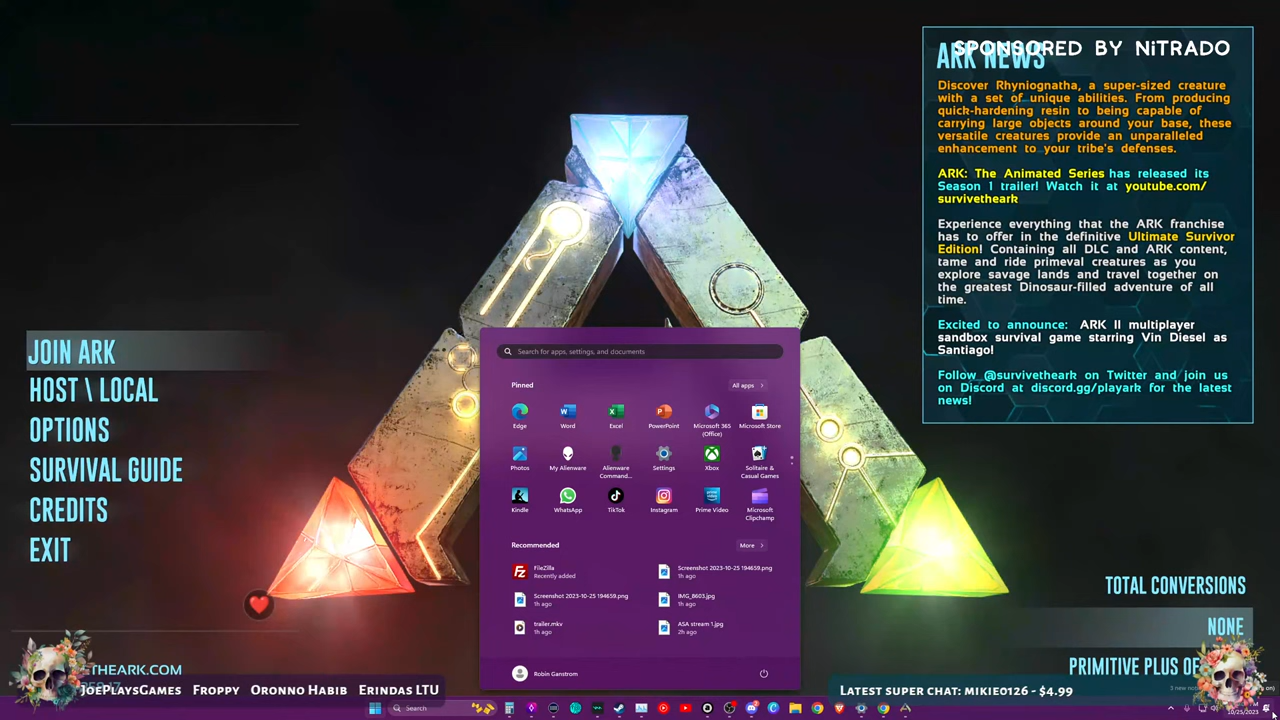 SPONSORED BY NiTRADO
ARK NEWS
Discover Rhyniognatha, a super-sized creature
with a set of unique abilities. From producing
quick-hardening resin to being capable of
carrying large objects around your base, these
versatile creatures provide an unparalleled
enhancement to your tribe's defenses.
ARK: The Animated Series has released its
Season 1 trailer! Watch it at youtube.com/
survivetheark
Experience everything that the ARK franchise
has to offer in the definitive Ultimate Survivor
Edition! Containing all DLC and ARK content,
tame and ride primeval creatures as you
explore savage lands and travel together on
the greatest Dinosaur-filled adventure of all
time.
Excited to announce: ARK II multiplayer
sandbox survival game starring Vin Diesel as
Santiago!
Follow @survivetheark on Twitter and join us
on Discord at discord.gg/playark for the latest
news!
JOIN ARK
HOST \ LOCAL
OPTIONS
SURVIVAL GUIDE
CREDITS
EXIT
Search for apps, settings, and documents
Pinned
All apps
Edge
Word
Excel
PowerPoint
Microsoft 365
(Office)
Microsoft Store
Photos
My Alienware
Alienware
Command...
Settings
Xbox
Solitaire &
Casual Games
Kindle
WhatsApp
TikTok
Instagram
Prime Video
Microsoft
Clipchamp
Recommended
More
FileZilla
Recently added
Screenshot 2023-10-25 194659.png
1h ago
Screenshot 2023-10-25 194659.png
1h ago
IMG_8603.jpg
1h ago
trailer.mkv
1h ago
ASA stream 1.jpg
2h ago
Robin Ganstrom
TOTAL CONVERSIONS
NONE
PRIMITIVE PLUS
THEARK.COM
JoePlaysGames Froppy Oronno Habib Erindas LTU
Latest super chat: mikie0126 - $4.99
Search
10/25/2023